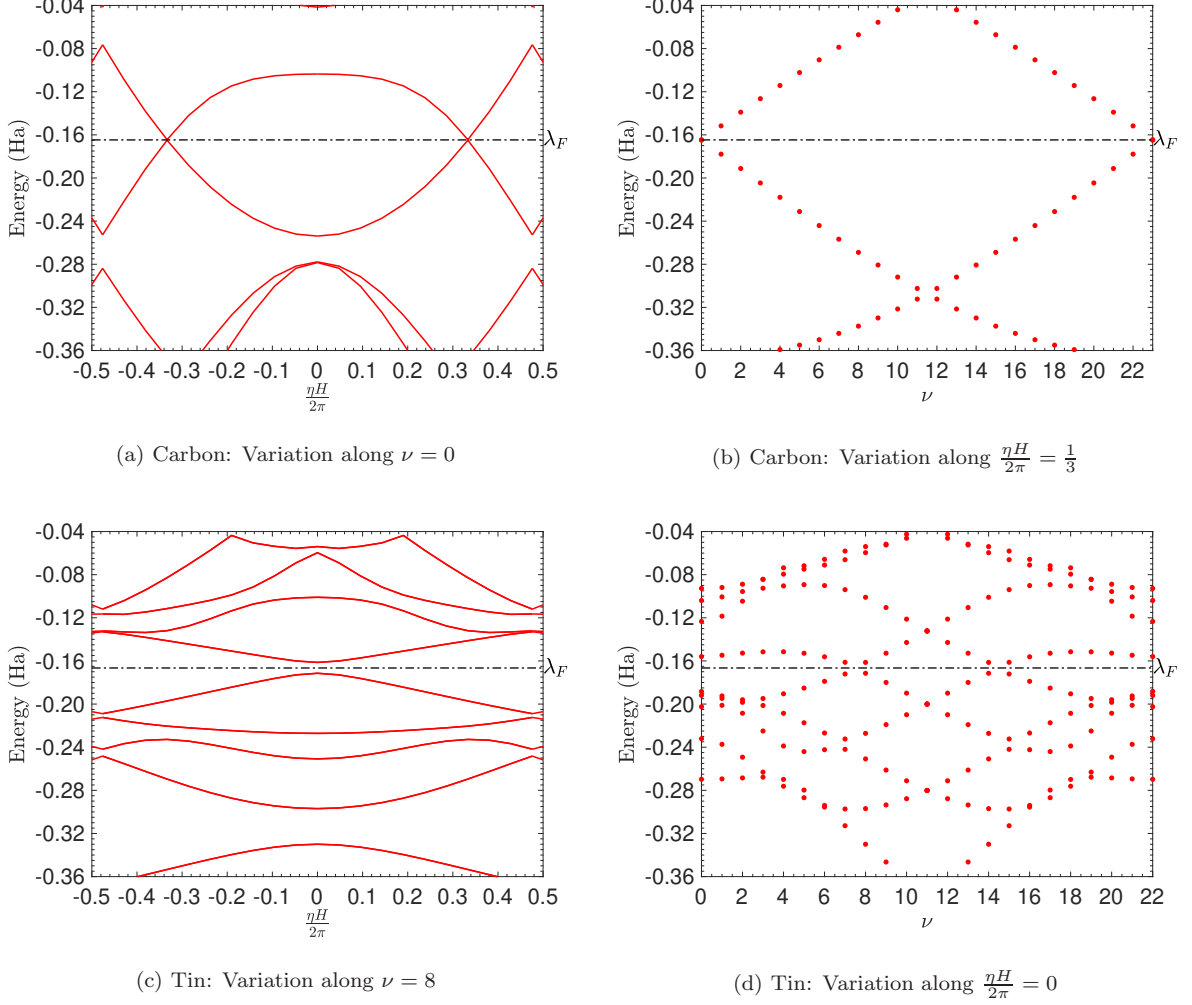 -0.04
-0.08
-0.12
-0.16
-0.20
-0.24
-0.28
-0.32
-0.36
Energy (Ha)
-0.5 -0.4 -0.3 -0.2 -0.1 0 0.1 0.2 0.3 0.4 0.5
ηH/2π
λF
(a) Carbon: Variation along ν = 0
-0.04
-0.08
-0.12
-0.16
-0.20
-0.24
-0.28
-0.32
-0.36
Energy (Ha)
0 2 4 6 8 10 12 14 16 18 20 22
ν
λF
(b) Carbon: Variation along ηH/2π = 1/3
-0.04
-0.08
-0.12
-0.16
-0.20
-0.24
-0.28
-0.32
-0.36
Energy (Ha)
-0.5 -0.4 -0.3 -0.2 -0.1 0 0.1 0.2 0.3 0.4 0.5
ηH/2π
λF
(c) Tin: Variation along ν = 8
-0.04
-0.08
-0.12
-0.16
-0.20
-0.24
-0.28
-0.32
-0.36
Energy (Ha)
0 2 4 6 8 10 12 14 16 18 20 22
ν
λF
(d) Tin: Variation along ηH/2π = 0